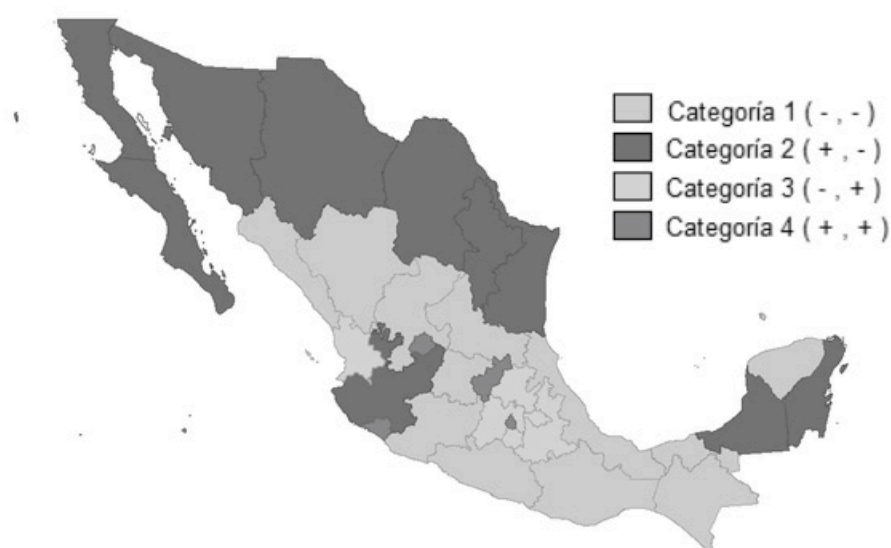 Categoría 1 ( - , - )
Categoría 2 ( + , - )
Categoría 3 ( - , + )
Categoría 4 ( + , + )